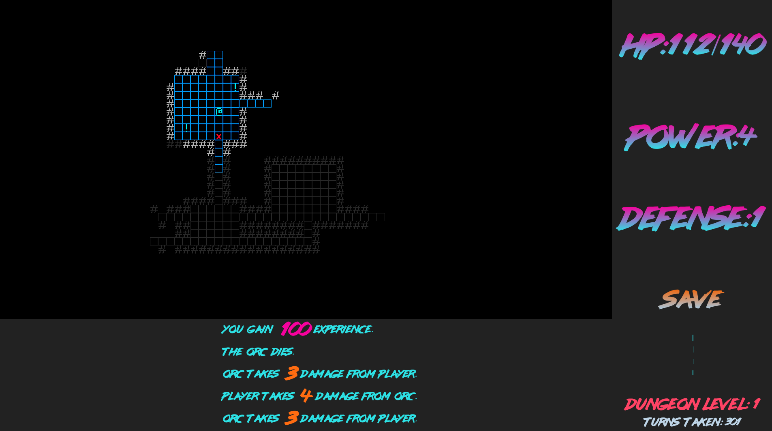 HP:112/140
POWER:4
DEFENSE:1
SAVE
YOU GAIN 100 EXPERIENCE.
THE ORC DIES.
ORC TAKES 3 DAMAGE FROM PLAYER.
PLAYER TAKES 4 DAMAGE FROM ORC.
ORC TAKES 3 DAMAGE FROM PLAYER.
DUNGEON LEVEL: 1
TURNS TAKEN: 301